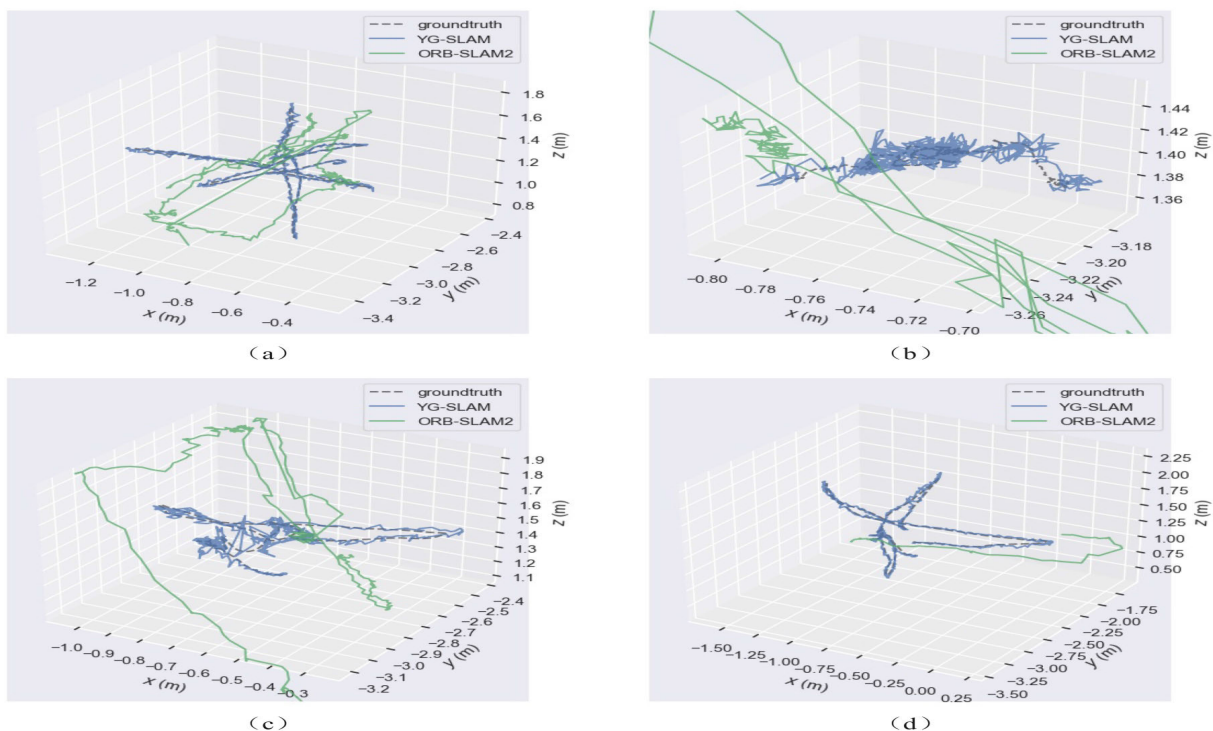 groundtruth
YG-SLAM
ORB-SLAM2
1.8
1.6
1.4
1.2
1.0
0.8
z (m)
−2.4
−2.6
−2.8
−3.0
−3.2
−3.4
y (m)
−1.2
−1.0
−0.8
−0.6
−0.4
x (m)
（a）
groundtruth
YG-SLAM
ORB-SLAM2
1.44
1.42
1.40
1.38
1.36
z (m)
−3.18
−3.20
−3.22
−3.24
−3.26
y (m)
−0.80
−0.78
−0.76
−0.74
−0.72
−0.70
x (m)
（b）
groundtruth
YG-SLAM
ORB-SLAM2
1.9
1.8
1.7
1.6
1.5
1.4
1.3
1.2
1.1
z (m)
−2.4
−2.5
−2.6
−2.7
−2.8
−2.9
−3.0
−3.1
−3.2
y (m)
−1.0
−0.9
−0.8
−0.7
−0.6
−0.5
−0.4
−0.3
x (m)
（c）
groundtruth
YG-SLAM
ORB-SLAM2
2.25
2.00
1.75
1.50
1.25
1.00
0.75
0.50
z (m)
−1.75
−2.00
−2.25
−2.50
−2.75
−3.00
−3.25
−3.50
y (m)
−1.50
−1.25
−1.00
−0.75
−0.50
−0.25
0.00
0.25
x (m)
（d）